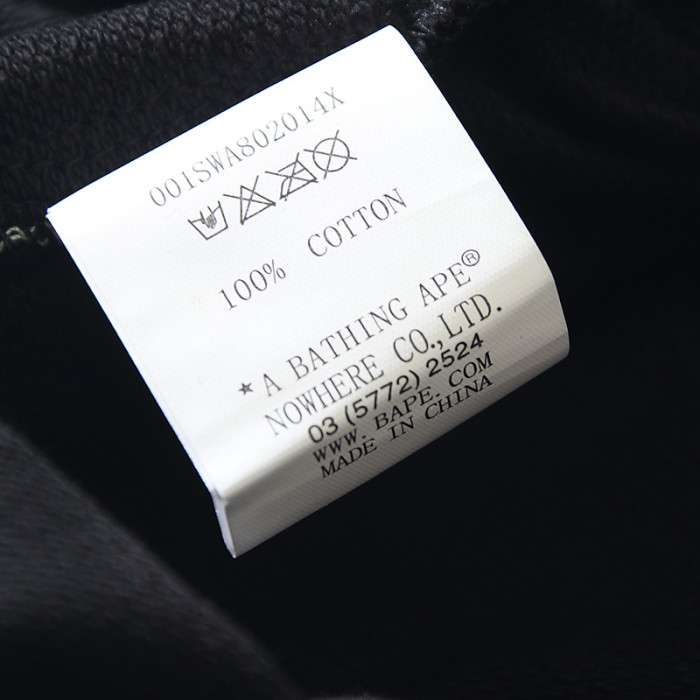 001SWA802014X
100% COTTON
★A BATHING APE®
NOWHERE CO., LTD.
03 (5772) 2524
WWW. BAPE. COM
MADE IN CHINA